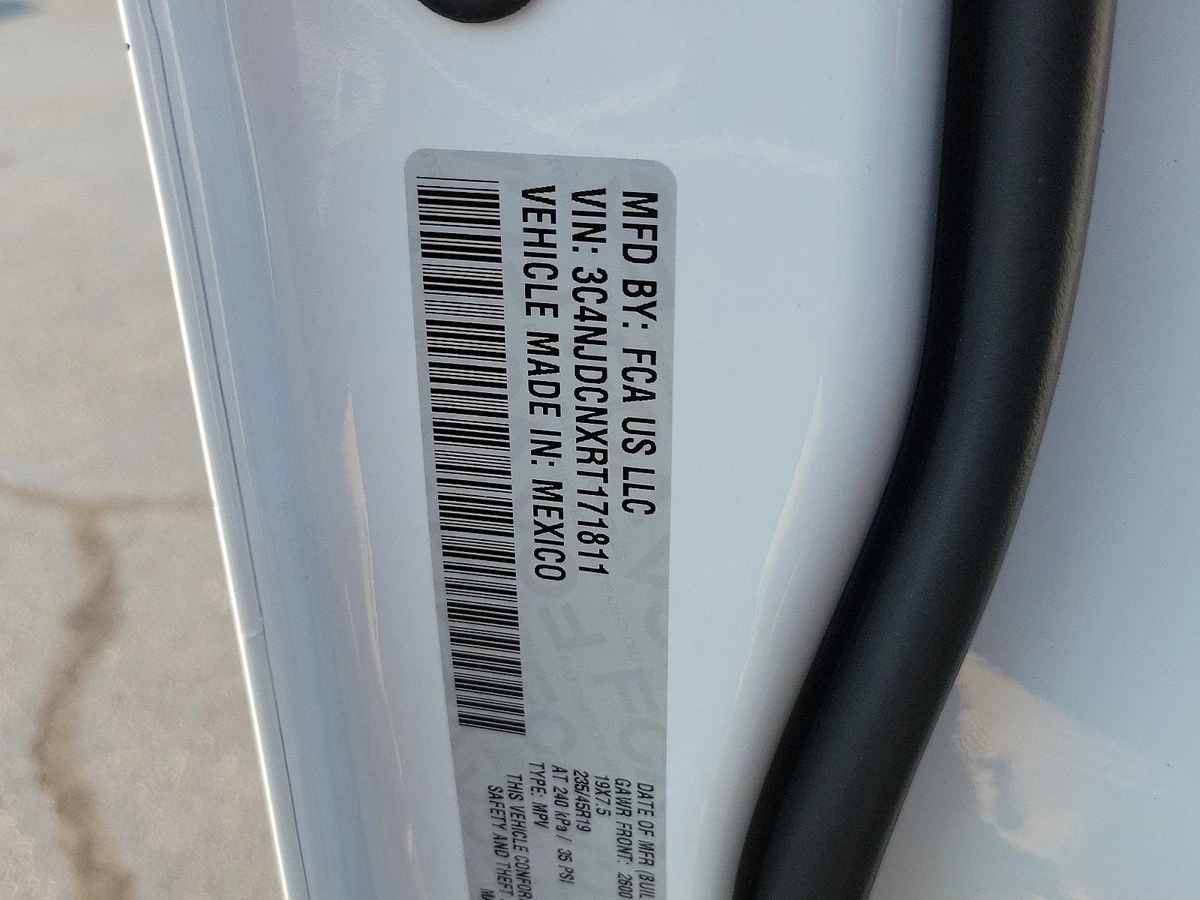 MFD BY: FCA US LLC
VIN: 3C4NJDCNXRT171811
VEHICLE MADE IN: MEXICO
DATE OF MFR (BUIL
GAWR FRONT: 2600
19X7.5
235/45R19
AT 240 kPa / 35 PSI
TYPE: MPV
THIS VEHICLE CONFOR
SAFETY AND THEFT